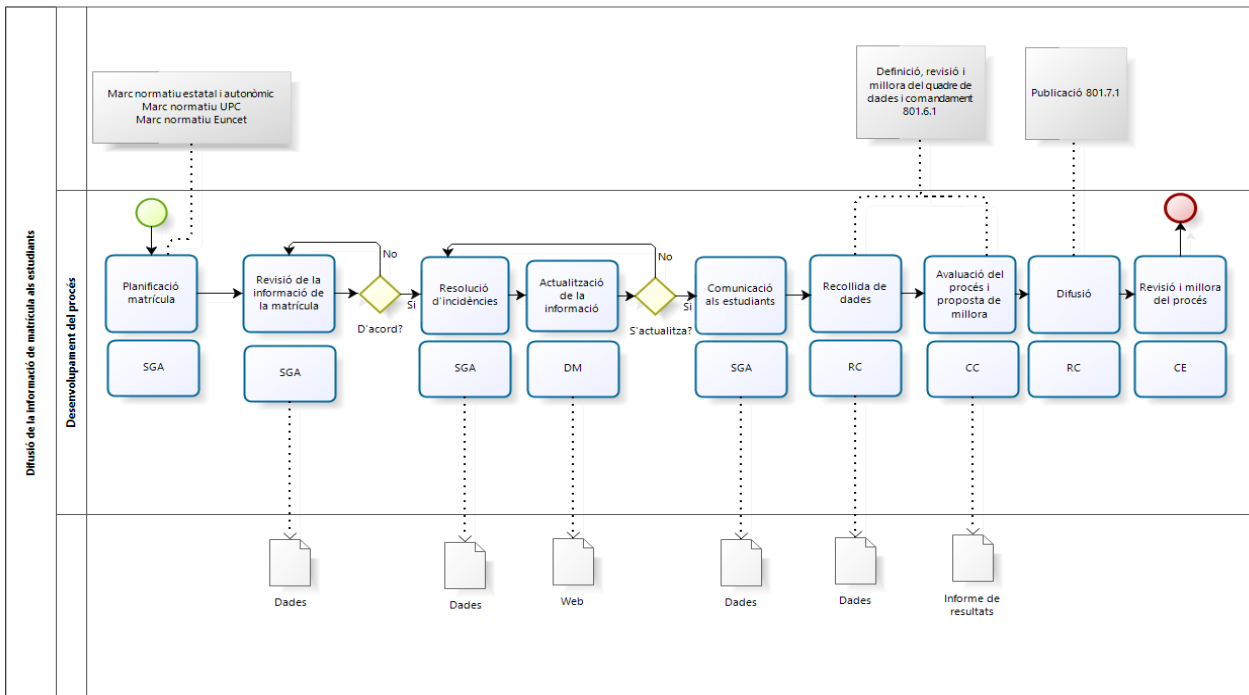 Difusió de la informació de matrícula als estudiants
Desenvolupament del procés
Marc normatiu estatal i autonòmic
Marc normatiu UPC
Marc normatiu Euncet
Definició, revisió i
millora del quadre de
dades i comandament
801.6.1
Publicació 801.7.1
Planificació
matrícula
Revisió de la
informació de
la matrícula
No
D'acord?
Si
Resolució
d'incidències
Actualització
de la
informació
No
S'actualitza?
Si
Comunicació
als estudiants
Recollida de
dades
Avaluació del
procés i
proposta de
millora
Difusió
Revisió i millora
del procés
SGA
SGA
SGA
DM
SGA
RC
CC
RC
CE
Dades
Dades
Web
Dades
Dades
Informe de
resultats